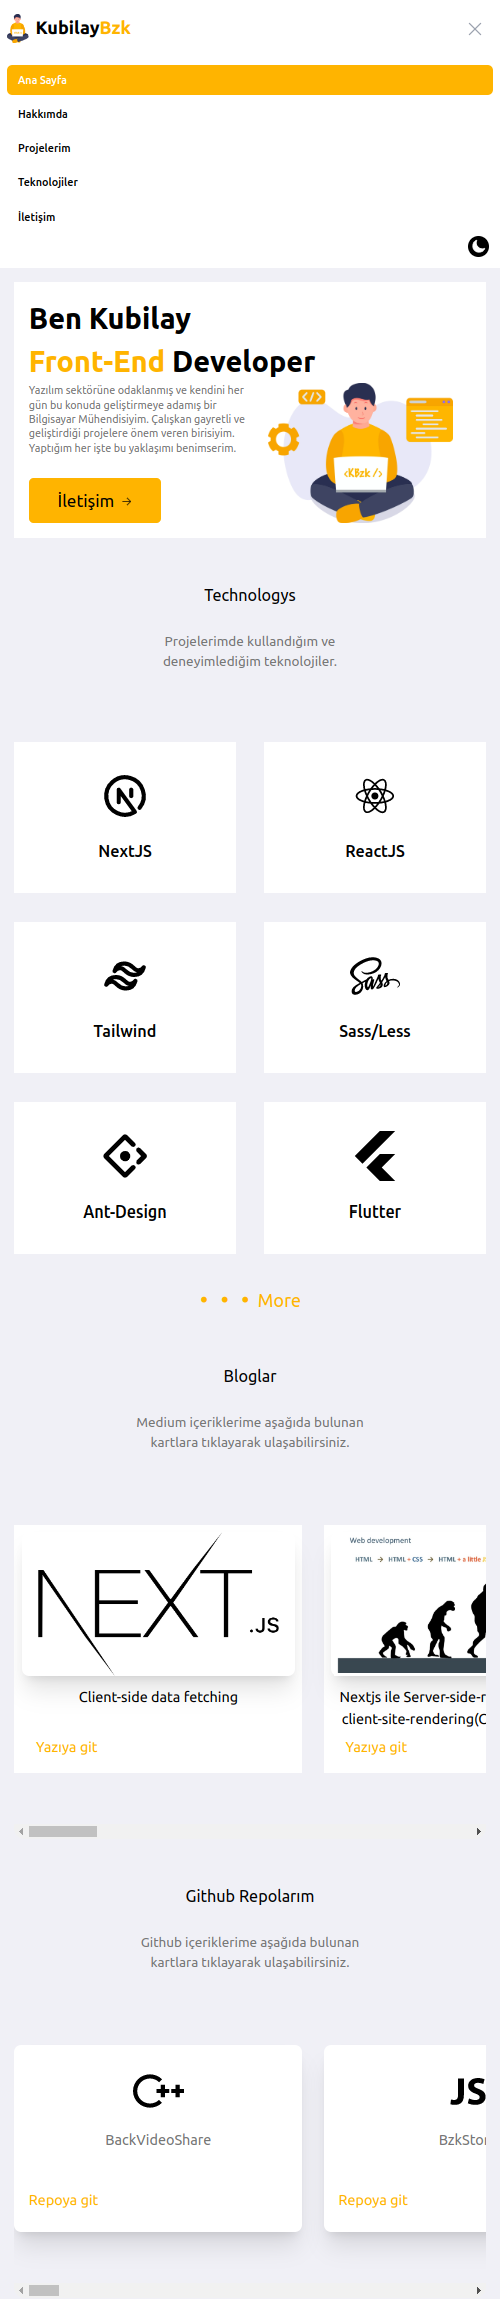 KubilayBzk
Ana Sayfa
Hakkımda
Projelerim
Teknolojiler
İletişim
Ben Kubilay
Front-End Developer
Yazılım sektörüne odaklanmış ve kendini her
gün bu konuda geliştirmeye adamış bir
Bilgisayar Mühendisiyim. Çalışkan gayretli ve
geliştirdiği projelere önem veren birisiyim.
Yaptığım her işte bu yaklaşımı benimserim.
<KBzk />
İletişim →
Technologys
Projelerimde kullandığım ve
deneyimlediğim teknolojiler.
NextJS
ReactJS
Tailwind
Sass
Sass/Less
Ant-Design
Flutter
• • • More
Bloglar
Medium içeriklerime aşağıda bulunan
kartlara tıklayarak ulaşabilirsiniz.
NEXT.JS
Client-side data fetching
Yazıya git
Web development
HTML → HTML + CSS → HTML + a little
Nextjs ile Server-side-r
client-site-rendering(C
Yazıya git
Github Repolarım
Github içeriklerime aşağıda bulunan
kartlara tıklayarak ulaşabilirsiniz.
C++
BackVideoShare
Repoya git
JS
BzkStor
Repoya git